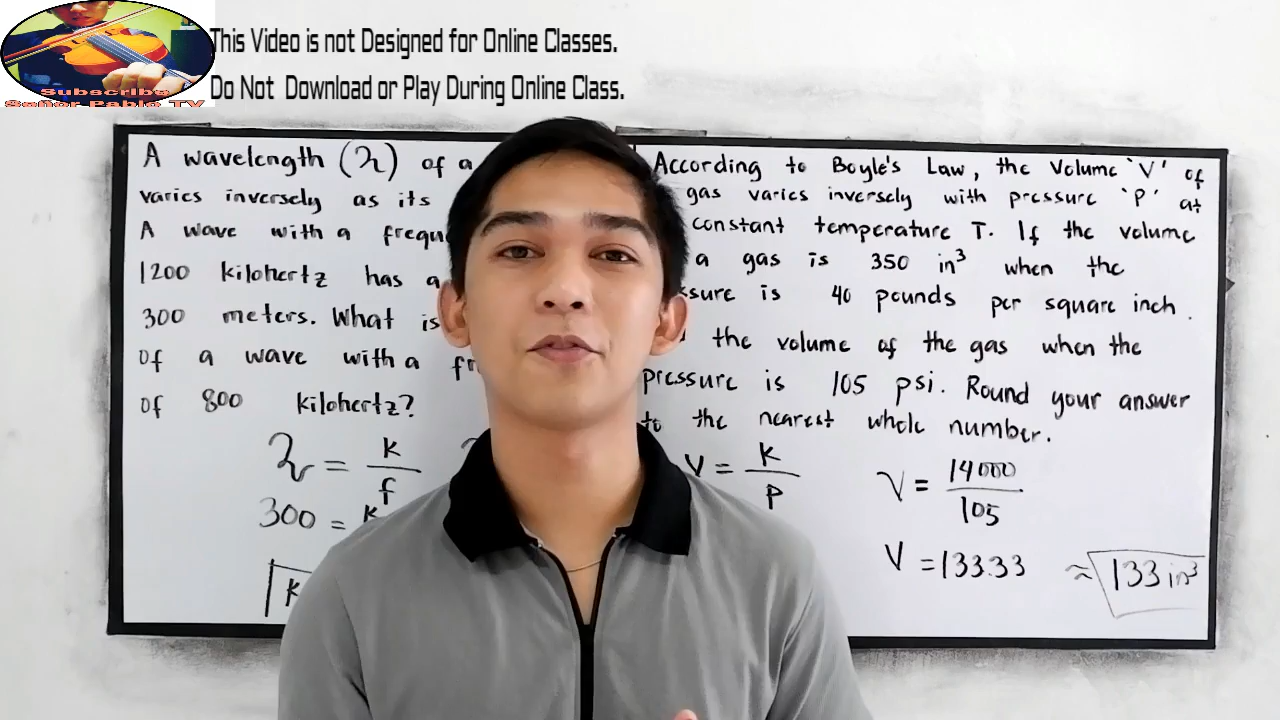 This Video is not Designed for Online Classes.
Do Not Download or Play During Online Class.
Subscribe
Señor Pablo TV
A wavelength (λ) of a
varies inversely as its
A wave with a
1200 kilohertz has a
300 meters. What is
of a wave with a
of 800 kilohertz?
λ = k/f
300 = k
k
According to Boyle's Law, the volume 'V' of
gas varies inversely with pressure 'P' at
constant temperature T. If the volume
a gas is 350 in³ when the
is 40 pounds per square inch.
the volume of the gas when the
pressure is 105 psi. Round your answer
to the nearest whole number.
V = k/P
V = 14000/105
V = 133.33 ≈ 133 in³